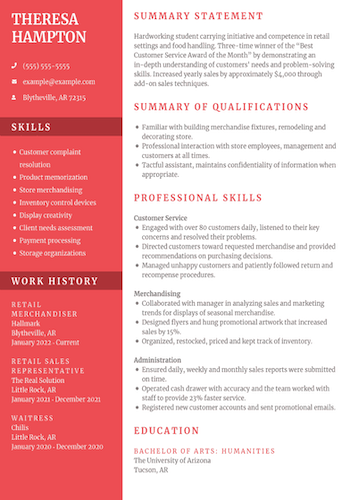 THERESA
HAMPTON
(555) 555-5555
example@example.com
Blytheville, AR 72315
SKILLS
Customer complaint
resolution
Product memorization
Store merchandising
Inventory control devices
Display creativity
Client needs assessment
Payment processing
Storage organizations
WORK HISTORY
RETAIL
MERCHANDISER
Hallmark
Blytheville, AR
January 2022 - Current
RETAIL SALES
REPRESENTATIVE
The Real Solution
Little Rock, AR
January 2021 - December 2021
WAITRESS
Chilis
Little Rock, AR
January 2020 - December 2020
SUMMARY STATEMENT
Hardworking student carrying initiative and competence in retail
settings and food handling. Three-time winner of the "Best
Customer Service Award of the Month" by demonstrating an
in-depth understanding of customers' needs and problem-solving
skills. Increased yearly sales by approximately $4,000 through
add-on sales techniques.
SUMMARY OF QUALIFICATIONS
Familiar with building merchandise fixtures, remodeling and
decorating store.
Professional interaction with store employees, management and
customers at all times.
Tactful assistant, maintains confidentiality of information when
appropriate.
PROFESSIONAL SKILLS
Customer Service
Engaged with over 80 customers daily, listened to their key
concerns and resolved their problems.
Directed customers toward requested merchandise and provided
recommendations on purchasing decisions.
Managed unhappy customers and patiently followed return and
recompense procedures.
Merchandising
Collaborated with manager in analyzing sales and marketing
trends for displays of seasonal merchandise.
Designed flyers and hung promotional artwork that increased
sales by 15%.
Organized, restocked, priced and kept track of inventory.
Administration
Ensured daily, weekly and monthly sales reports were submitted
on time.
Operated cash drawer with accuracy and the team worked with
staff to provide 23% faster service.
Registered new customer accounts and sent promotional emails.
EDUCATION
BACHELOR OF ARTS: HUMANITIES
The University of Arizona
Tucson, AR